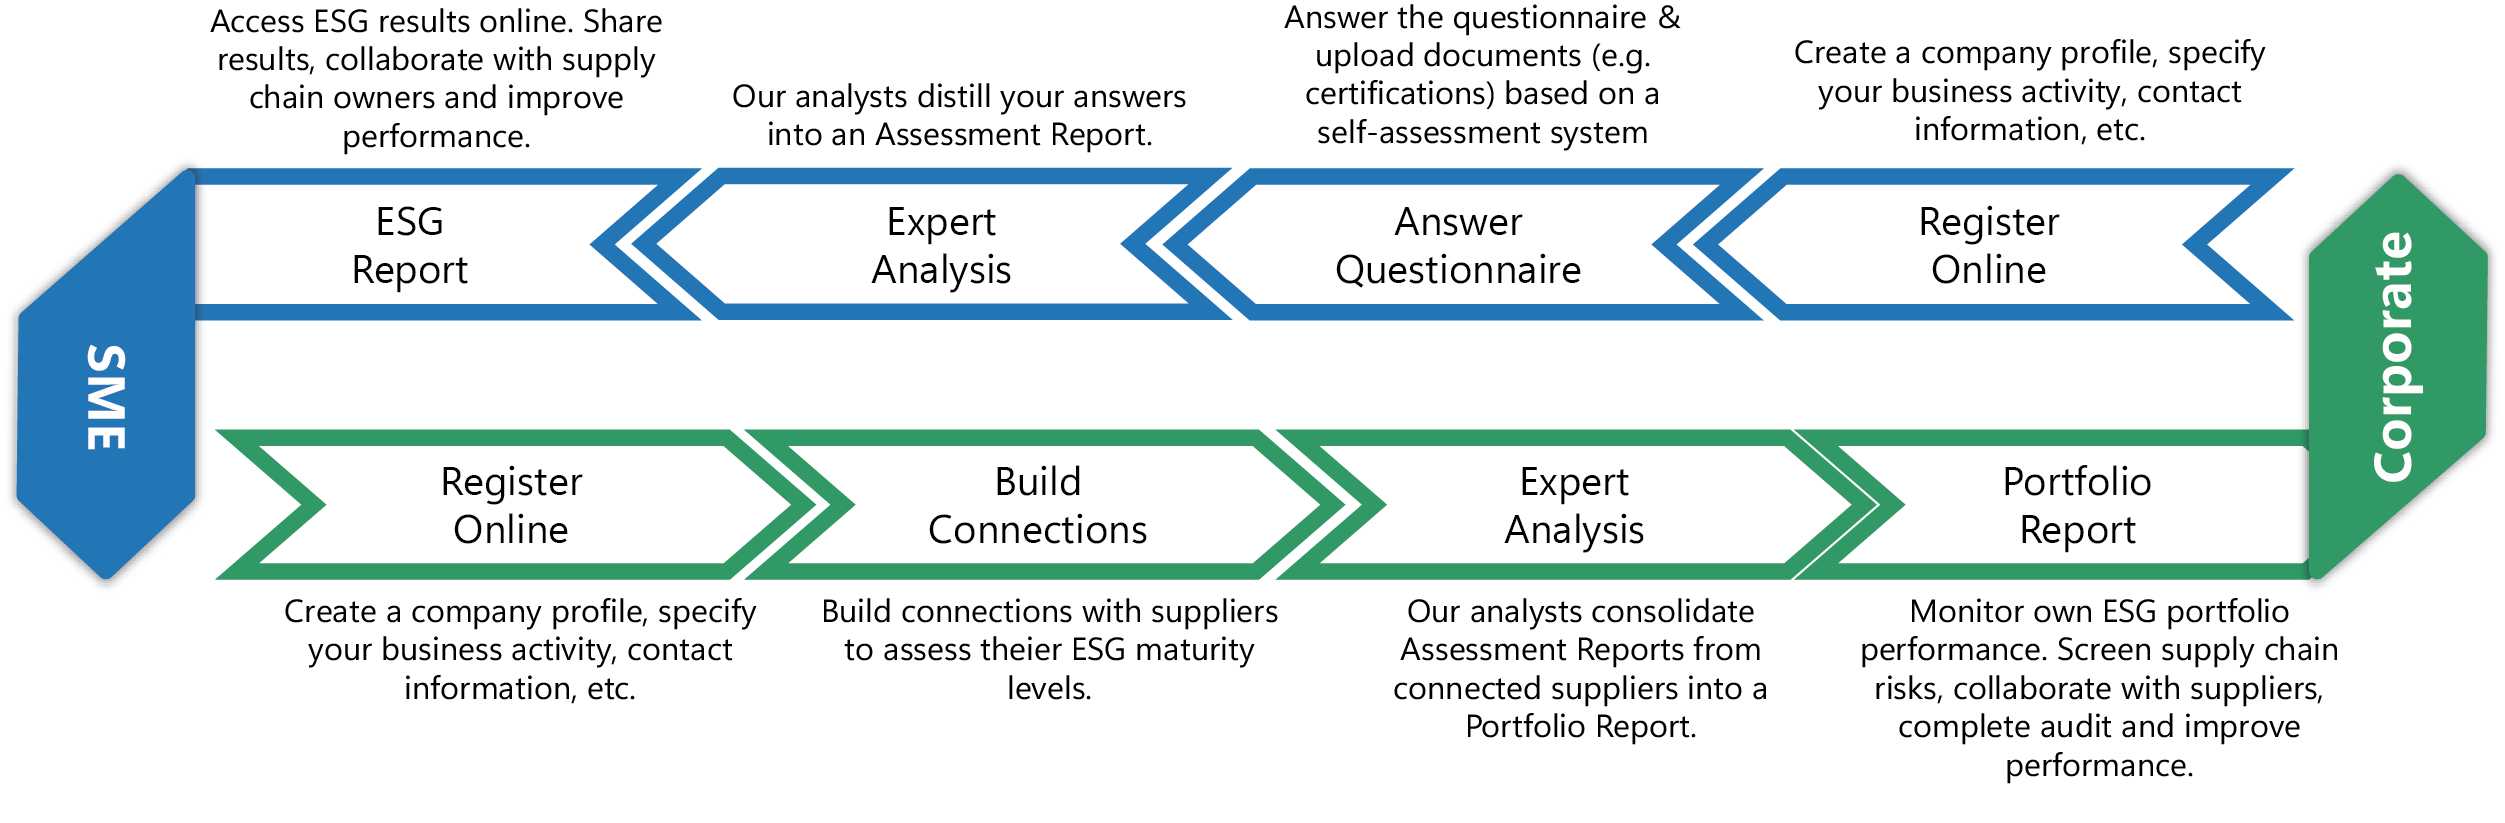 Access ESG results online. Share
results, collaborate with supply
chain owners and improve
performance.
Our analysts distill your answers
into an Assessment Report.
Answer the questionnaire &
upload documents (e.g.
certifications) based on a
self-assessment system
Create a company profile, specify
your business activity, contact
information, etc.
ESG
Report
Expert
Analysis
Answer
Questionnaire
Register
Online
SME
Corporate
Register
Online
Build
Connections
Expert
Analysis
Portfolio
Report
Create a company profile, specify
your business activity, contact
information, etc.
Build connections with suppliers
to assess theier ESG maturity
levels.
Our analysts consolidate
Assessment Reports from
connected suppliers into a
Portfolio Report.
Monitor own ESG portfolio
performance. Screen supply chain
risks, collaborate with suppliers,
complete audit and improve
performance.